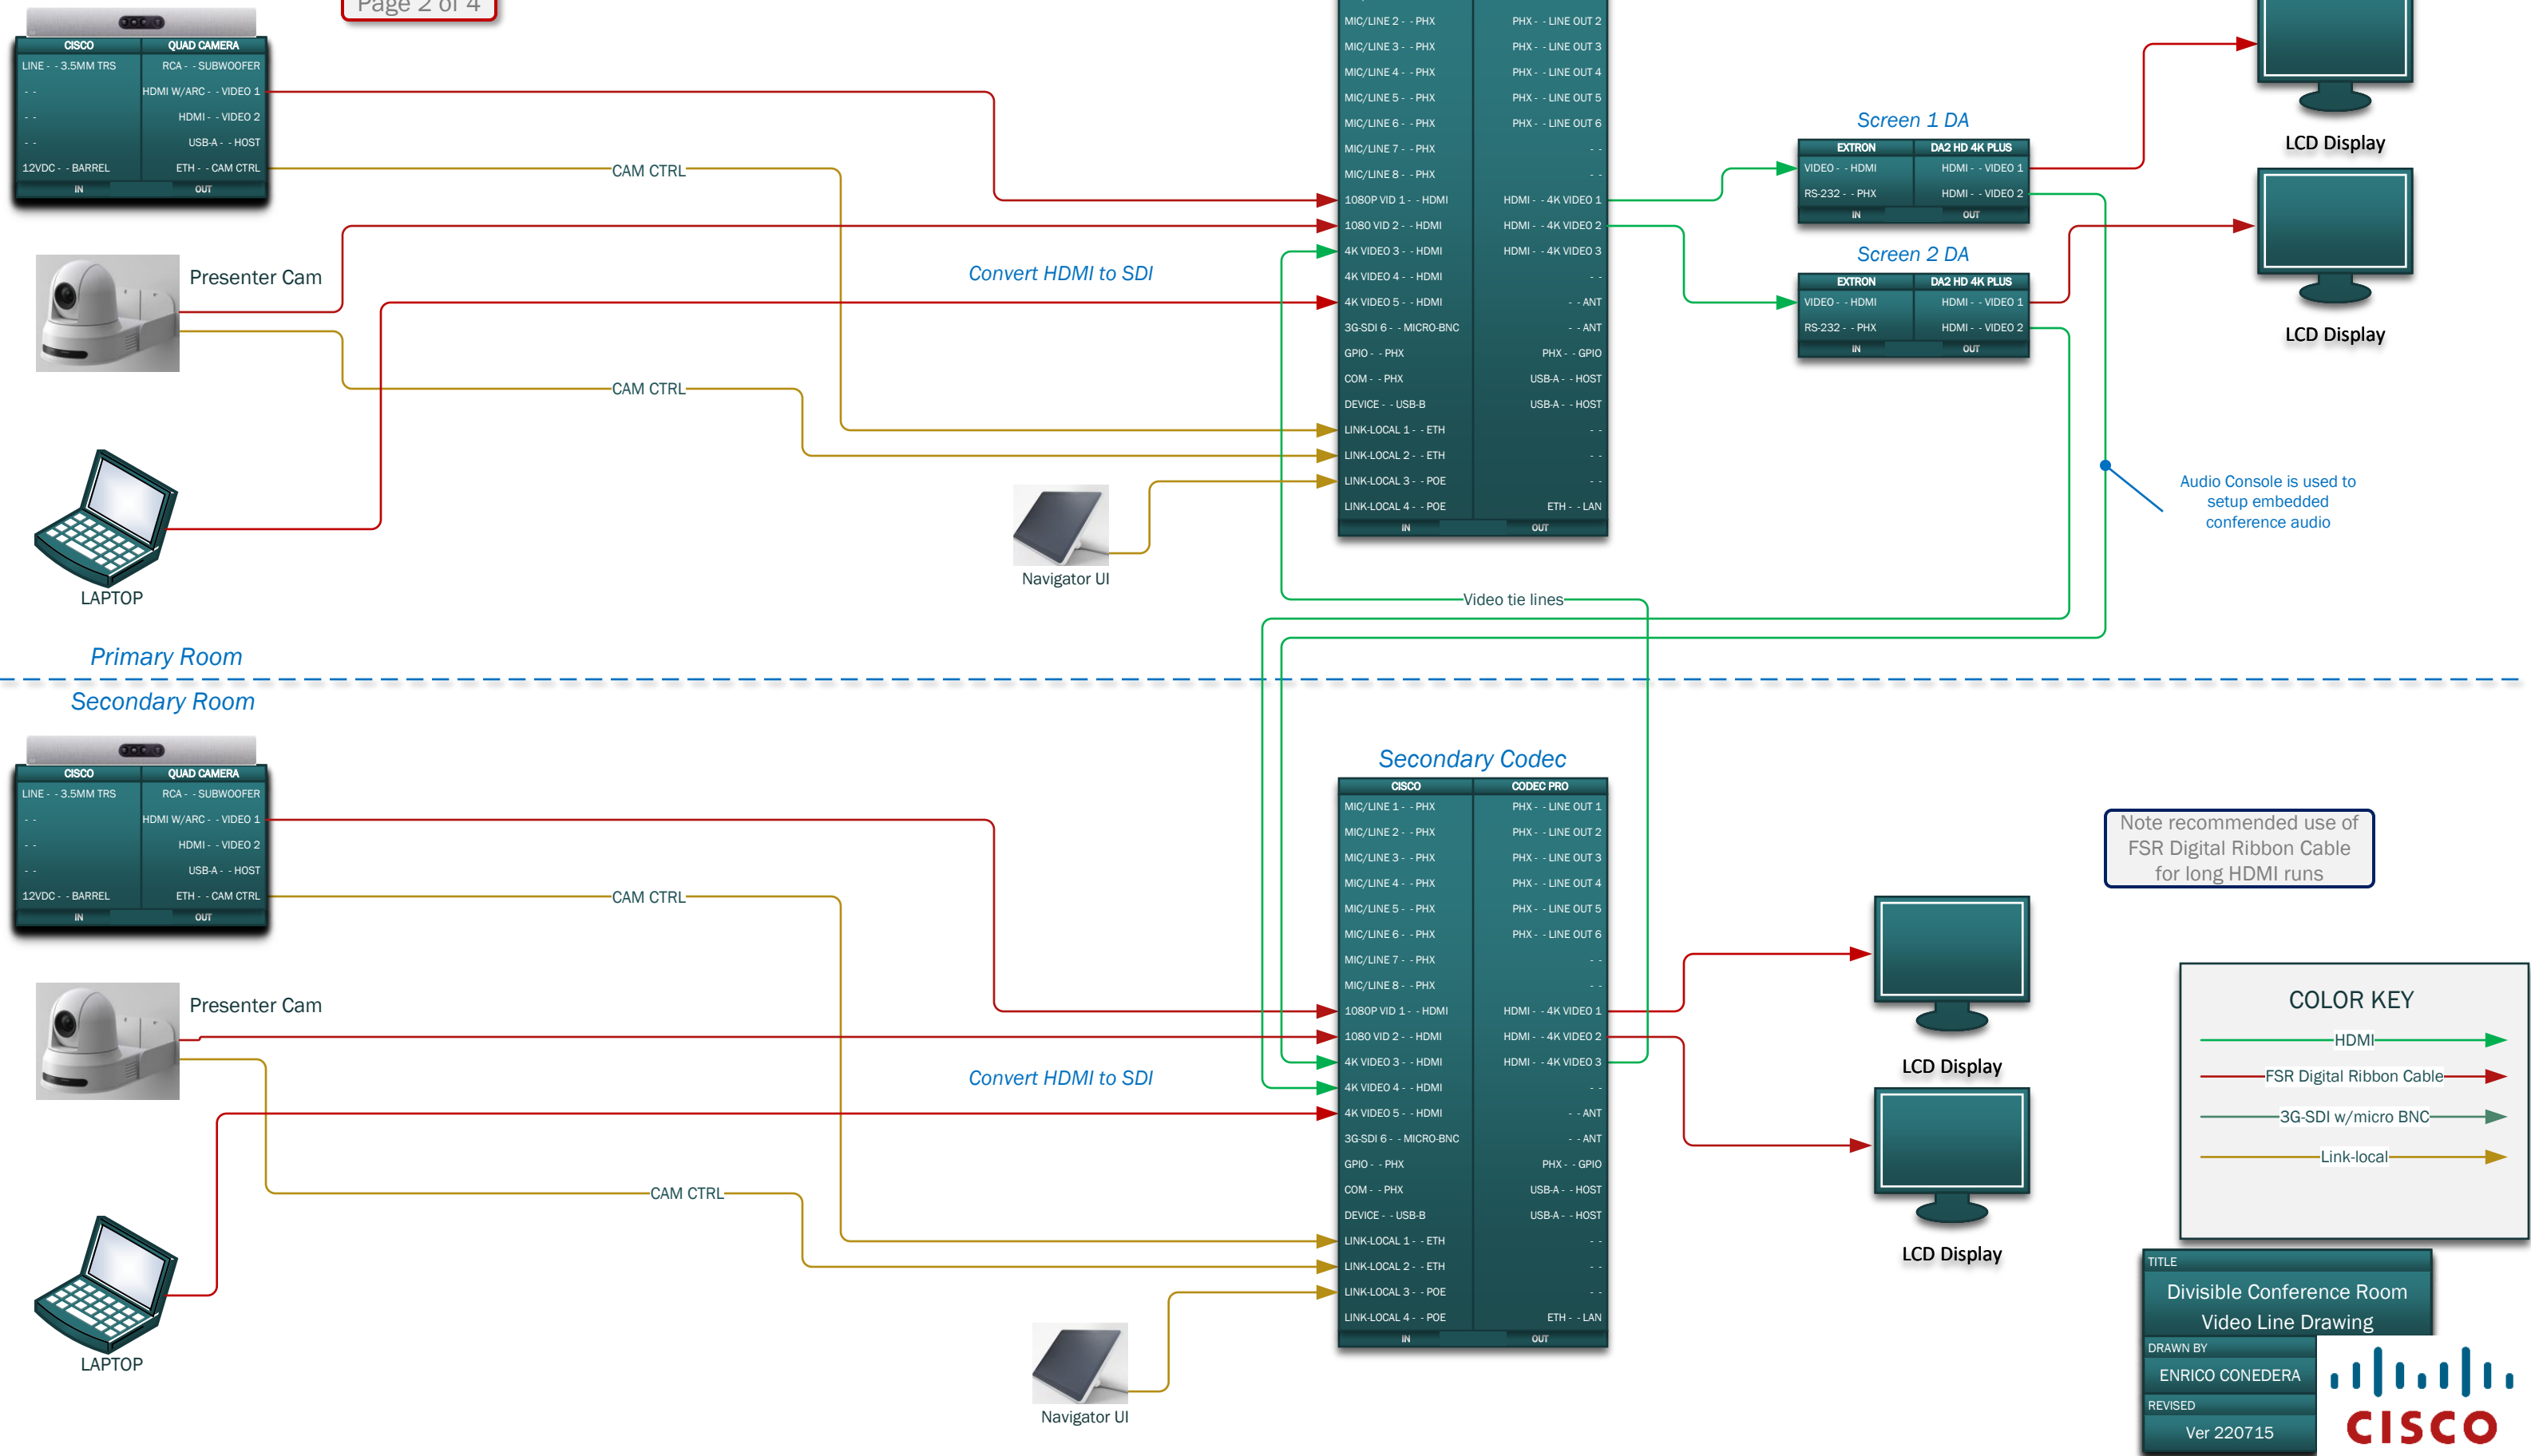 Page 2 of 4
CISCO QUAD CAMERA
LINE - - 3.5MM TRS RCA - - SUBWOOFER
- - HDMI W/ARC - - VIDEO 1
- - HDMI - - VIDEO 2
- - USB-A - - HOST
12VDC - - BARREL ETH - - CAM CTRL
IN OUT
CAM CTRL
Presenter Cam
CAM CTRL
LAPTOP
Convert HDMI to SDI
Navigator UI
MIC/LINE 2 - - PHX PHX - - LINE OUT 2
MIC/LINE 3 - - PHX PHX - - LINE OUT 3
MIC/LINE 4 - - PHX PHX - - LINE OUT 4
MIC/LINE 5 - - PHX PHX - - LINE OUT 5
MIC/LINE 6 - - PHX PHX - - LINE OUT 6
MIC/LINE 7 - - PHX - -
MIC/LINE 8 - - PHX - -
1080P VID 1 - - HDMI HDMI - - 4K VIDEO 1
1080 VID 2 - - HDMI HDMI - - 4K VIDEO 2
4K VIDEO 3 - - HDMI HDMI - - 4K VIDEO 3
4K VIDEO 4 - - HDMI - -
4K VIDEO 5 - - HDMI - - ANT
3G-SDI 6 - - MICRO-BNC - - ANT
GPIO - - PHX PHX - - GPIO
COM - - PHX USB-A - - HOST
DEVICE - - USB-B USB-A - - HOST
LINK-LOCAL 1 - - ETH - -
LINK-LOCAL 2 - - ETH - -
LINK-LOCAL 3 - - POE - -
LINK-LOCAL 4 - - POE ETH - - LAN
IN OUT
Screen 1 DA
EXTRON DA2 HD 4K PLUS
VIDEO - - HDMI HDMI - - VIDEO 1
RS-232 - - PHX HDMI - - VIDEO 2
IN OUT
Screen 2 DA
EXTRON DA2 HD 4K PLUS
VIDEO - - HDMI HDMI - - VIDEO 1
RS-232 - - PHX HDMI - - VIDEO 2
IN OUT
LCD Display
LCD Display
Audio Console is used to
setup embedded
conference audio
Video tie lines
Primary Room
Secondary Room
CISCO QUAD CAMERA
LINE - - 3.5MM TRS RCA - - SUBWOOFER
- - HDMI W/ARC - - VIDEO 1
- - HDMI - - VIDEO 2
- - USB-A - - HOST
12VDC - - BARREL ETH - - CAM CTRL
IN OUT
CAM CTRL
Presenter Cam
CAM CTRL
LAPTOP
Convert HDMI to SDI
Navigator UI
Secondary Codec
CISCO CODEC PRO
MIC/LINE 1 - - PHX PHX - - LINE OUT 1
MIC/LINE 2 - - PHX PHX - - LINE OUT 2
MIC/LINE 3 - - PHX PHX - - LINE OUT 3
MIC/LINE 4 - - PHX PHX - - LINE OUT 4
MIC/LINE 5 - - PHX PHX - - LINE OUT 5
MIC/LINE 6 - - PHX PHX - - LINE OUT 6
MIC/LINE 7 - - PHX - -
MIC/LINE 8 - - PHX - -
1080P VID 1 - - HDMI HDMI - - 4K VIDEO 1
1080 VID 2 - - HDMI HDMI - - 4K VIDEO 2
4K VIDEO 3 - - HDMI HDMI - - 4K VIDEO 3
4K VIDEO 4 - - HDMI - -
4K VIDEO 5 - - HDMI - - ANT
3G-SDI 6 - - MICRO-BNC - - ANT
GPIO - - PHX PHX - - GPIO
COM - - PHX USB-A - - HOST
DEVICE - - USB-B USB-A - - HOST
LINK-LOCAL 1 - - ETH - -
LINK-LOCAL 2 - - ETH - -
LINK-LOCAL 3 - - POE - -
LINK-LOCAL 4 - - POE ETH - - LAN
IN OUT
LCD Display
LCD Display
Note recommended use of
FSR Digital Ribbon Cable
for long HDMI runs
COLOR KEY
HDMI
FSR Digital Ribbon Cable
3G-SDI w/micro BNC
Link-local
TITLE
Divisible Conference Room
Video Line Drawing
DRAWN BY
ENRICO CONEDERA
REVISED
Ver 220715
CISCO